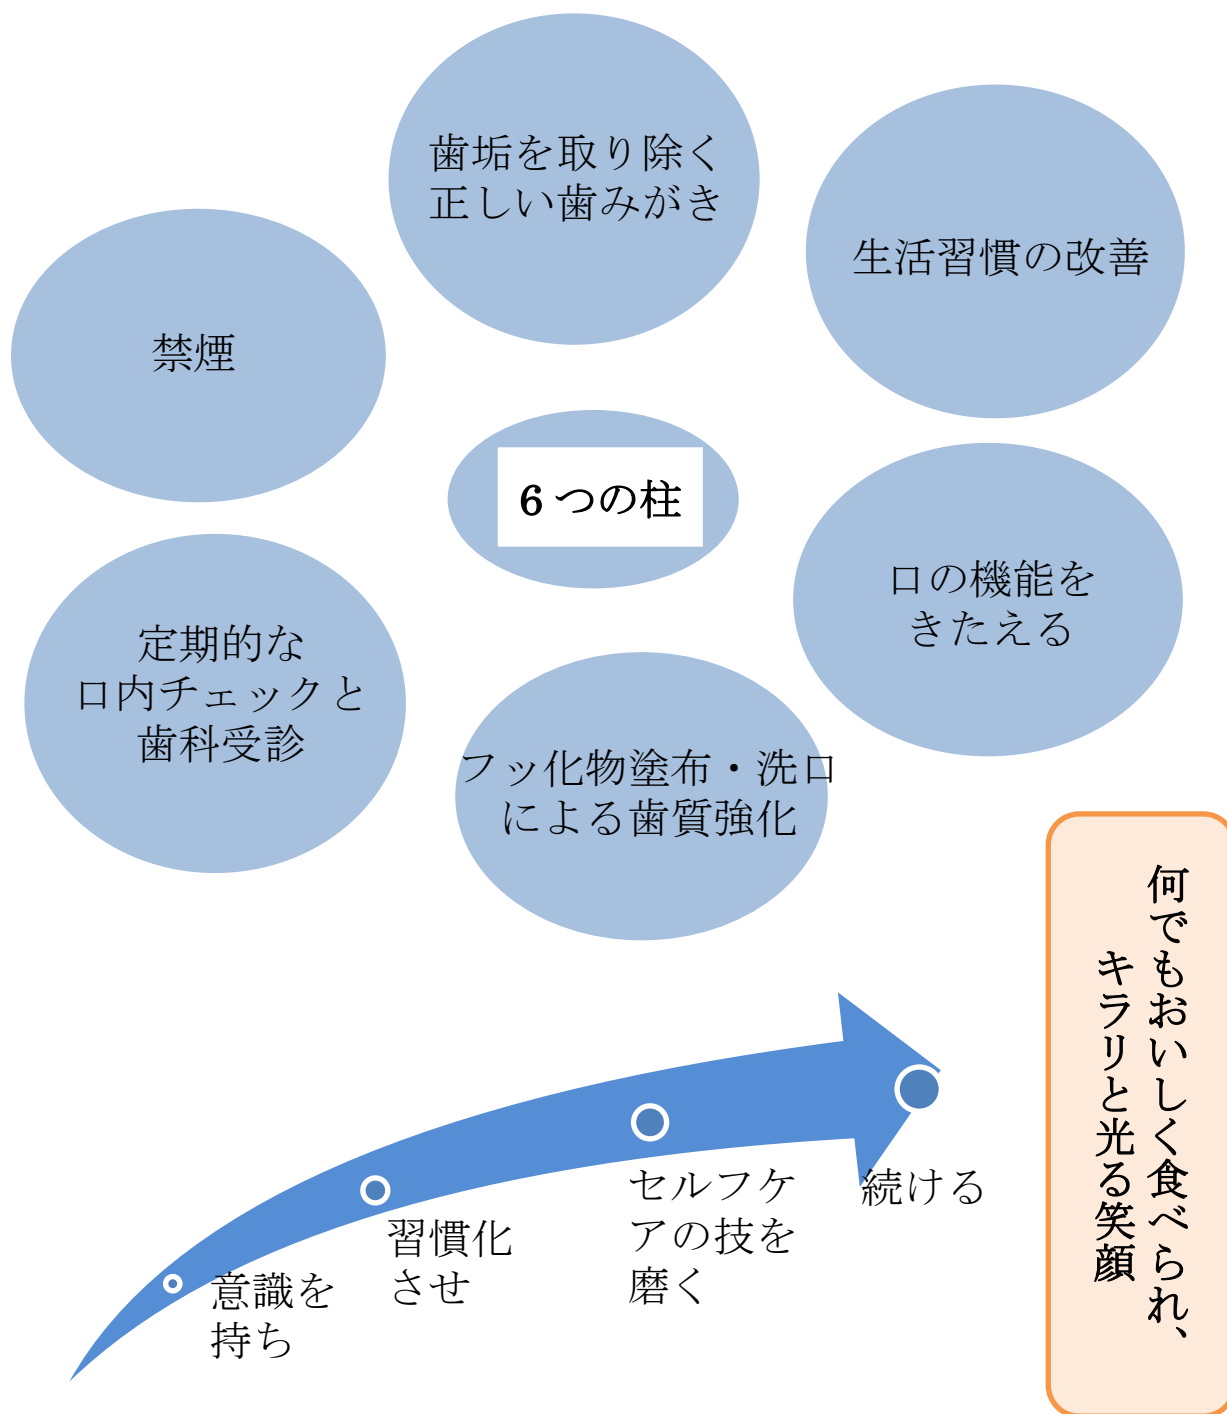 歯垢を取り除く
正しい歯みがき
生活習慣の改善
禁煙
6つの柱
口の機能を
きたえる
定期的な
口内チェックと
歯科受診
フッ化物塗布・洗口
による歯質強化
何でもおいしく食べられ、
キラリと光る笑顔
意識を
持ち
習慣化
させ
セルフケ
アの技を
磨く
続ける